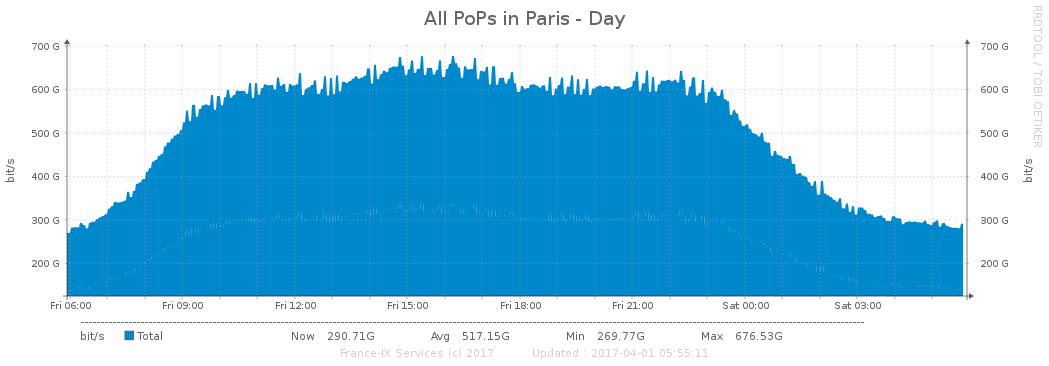 All PoPs in Paris - Day
RRDTOOL / TOBI OETIKER
700 G 700 G
600 G 600 G
500 G 500 G
400 G 400 G
300 G 300 G
200 G 200 G
bit/s bit/s
Fri 06:00 Fri 09:00 Fri 12:00 Fri 15:00 Fri 18:00 Fri 21:00 Sat 00:00 Sat 03:00
bit/s Total Now 290.71G Avg 517.15G Min 269.77G Max 676.53G
France-IX Services (c) 2017 Updated : 2017-04-01 05:55:11